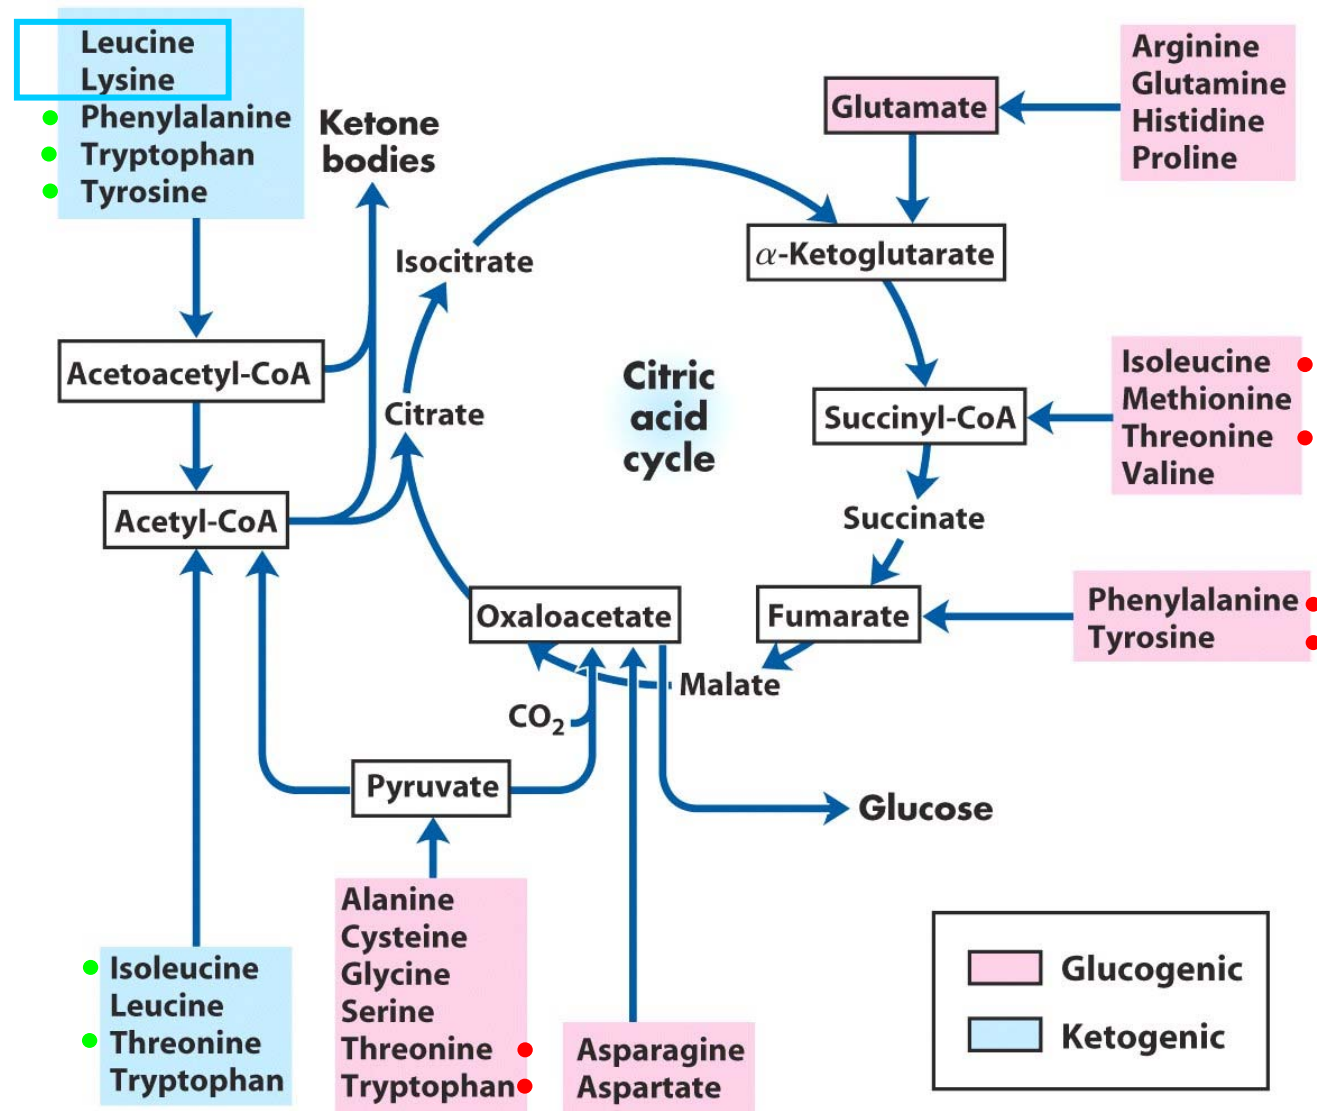 Leucine
Lysine
Phenylalanine
Tryptophan
Tyrosine
Ketone
bodies
Glutamate
Arginine
Glutamine
Histidine
Proline
Isocitrate
α-Ketoglutarate
Acetoacetyl-CoA
Citrate
Citric
acid
cycle
Succinyl-CoA
Isoleucine
Methionine
Threonine
Valine
Acetyl-CoA
Succinate
Oxaloacetate
Fumarate
Phenylalanine
Tyrosine
Malate
CO₂
Pyruvate
Glucose
Isoleucine
Leucine
Threonine
Tryptophan
Alanine
Cysteine
Glycine
Serine
Threonine
Tryptophan
Asparagine
Aspartate
Glucogenic
Ketogenic